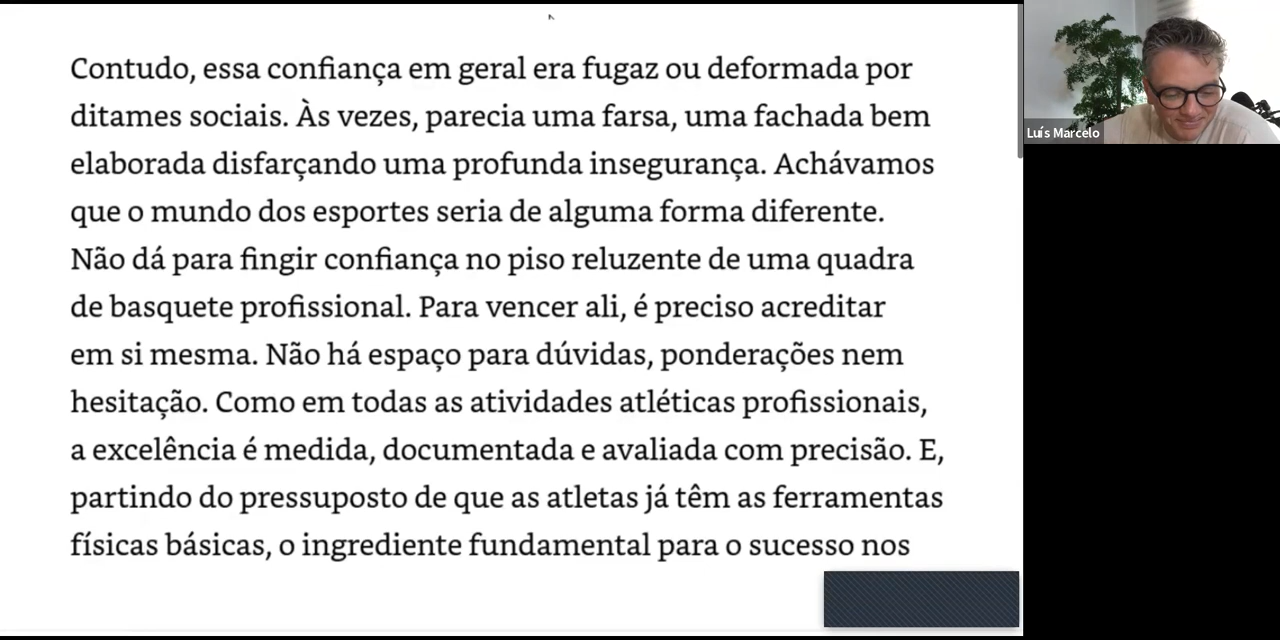 Contudo, essa confiança em geral era fugaz ou deformada por
ditames sociais. Às vezes, parecia uma farsa, uma fachada bem
elaborada disfarçando uma profunda insegurança. Achávamos
que o mundo dos esportes seria de alguma forma diferente.
Não dá para fingir confiança no piso reluzente de uma quadra
de basquete profissional. Para vencer ali, é preciso acreditar
em si mesma. Não há espaço para dúvidas, ponderações nem
hesitação. Como em todas as atividades atléticas profissionais,
a excelência é medida, documentada e avaliada com precisão. E,
partindo do pressuposto de que as atletas já têm as ferramentas
físicas básicas, o ingrediente fundamental para o sucesso nos
Luís Marcelo